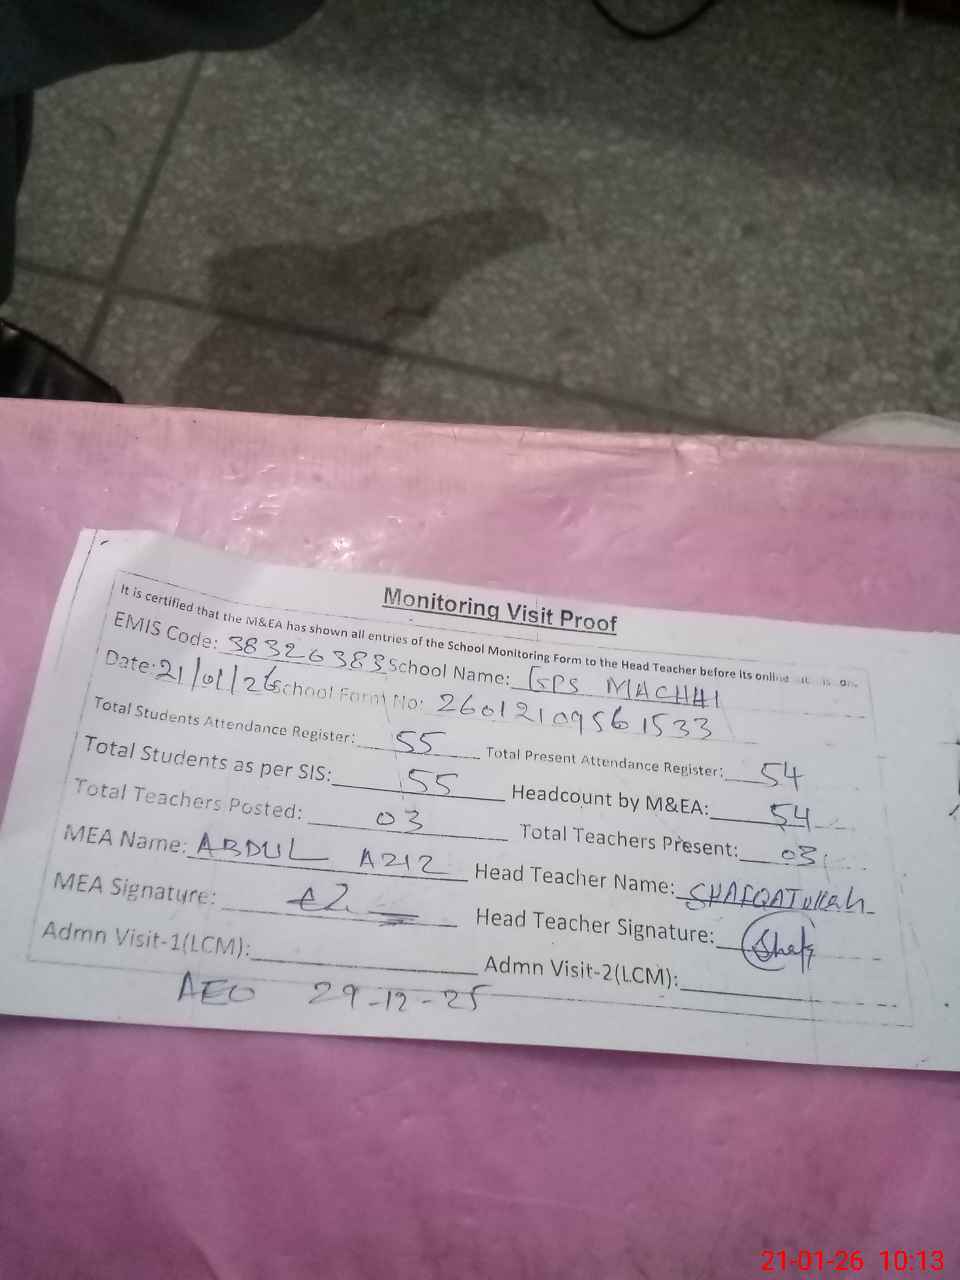 Monitoring Visit Proof
It is certified that the M&EA has shown all entries of the School Monitoring Form to the Head Teacher before its online
EMIS Code: 38326383 School Name: GPS MACHHI
Date: 21/01/26 School Form No: 26012109561533
Total Students Attendance Register: 55 Total Present Attendance Register: 54
Total Students as per SIS: 55 Headcount by M&EA: 54
Total Teachers Posted: 03 Total Teachers Present: 03
MEA Name: ABDUL AZIZ Head Teacher Name: SHAFQATullah
MEA Signature: Head Teacher Signature: Shafq
Admn Visit-1(LCM): Admn Visit-2(LCM):
AEO 29-12-25
21-01-26 10:13